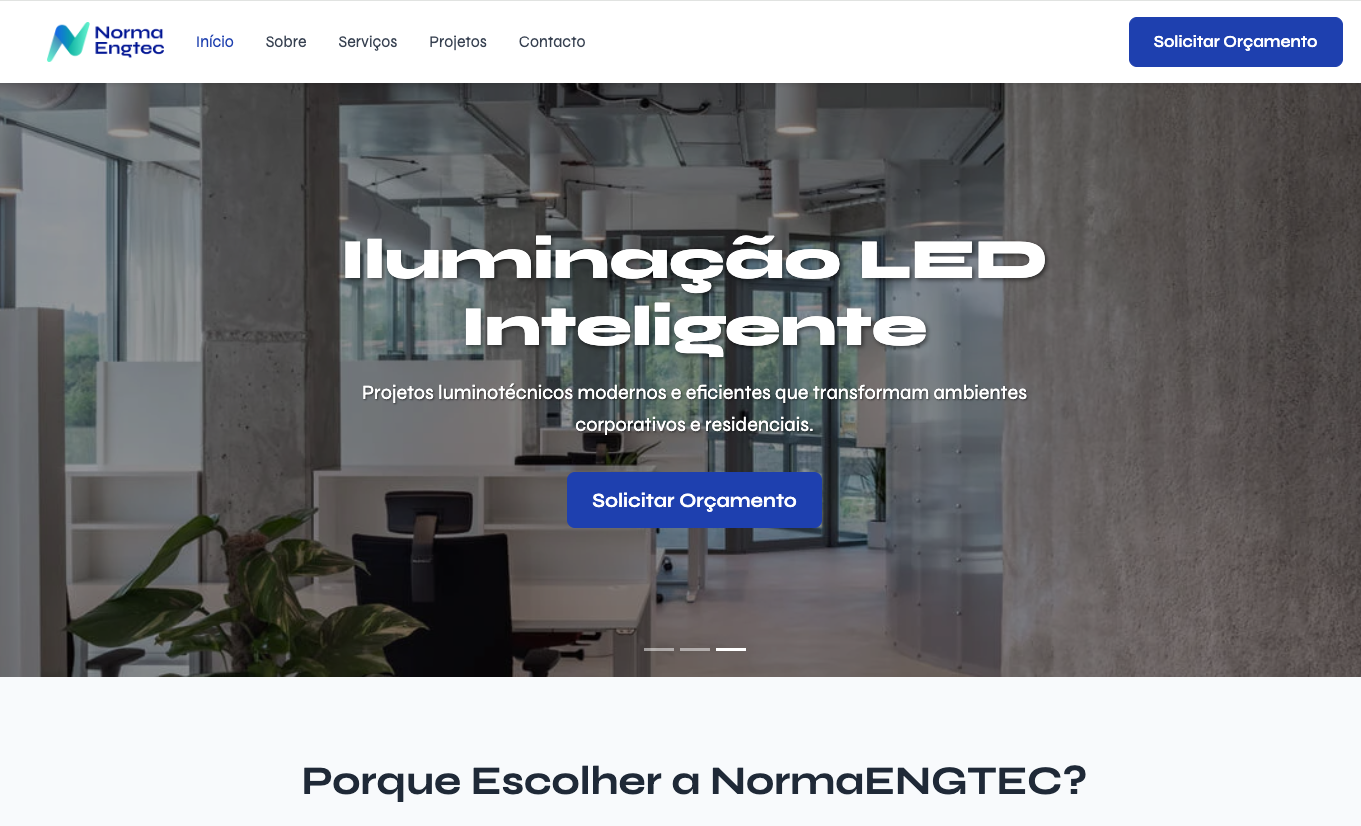 Norma
Engtec
Início
Sobre
Serviços
Projetos
Contacto
Solicitar Orçamento
Iluminação LED
Inteligente
Projetos luminotécnicos modernos e eficientes que transformam ambientes
corporativos e residenciais.
Solicitar Orçamento
Porque Escolher a NormaENGTEC?